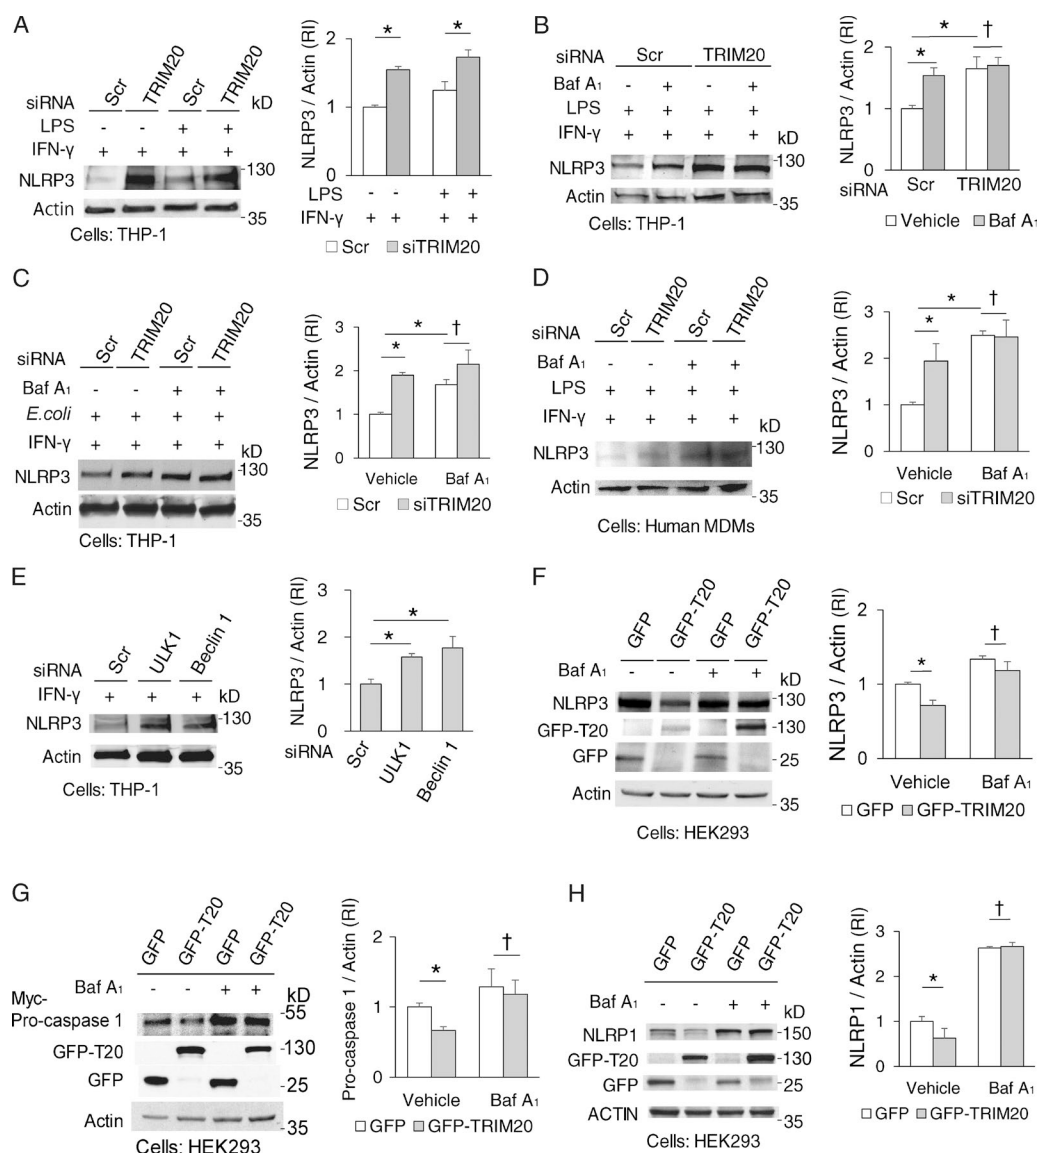 A
siRNA Scr TRIM20 Scr TRIM20 kD
LPS - - + +
IFN-γ + + + +
NLRP3 -130
Actin
-35
Cells: THP-1
NLRP3 / Actin (RI)
2
1
0
* *
LPS - - + +
IFN-γ + + + +
Scr siTRIM20
B
siRNA Scr TRIM20
Baf A1 - + - +
LPS + + + +
IFN-γ + + + + kD
NLRP3 -130
Actin
-35
Cells: THP-1
NLRP3 / Actin (RI)
2
1
0
* * †
siRNA Scr TRIM20
Vehicle Baf A1
C
siRNA Scr TRIM20 Scr TRIM20
Baf A1 - - + +
E.coli + + + +
IFN-γ + + + + kD
NLRP3 -130
Actin
-35
Cells: THP-1
NLRP3 / Actin (RI)
3
2
1
0
* * †
Vehicle Baf A1
Scr siTRIM20
D
siRNA Scr TRIM20 Scr TRIM20
Baf A1 - - + +
LPS + + + +
IFN-γ + + + + kD
NLRP3 -130
Actin
-35
Cells: Human MDMs
NLRP3 / Actin (RI)
3
2
1
0
* * †
Vehicle Baf A1
Scr siTRIM20
E
siRNA Scr ULK1 Beclin 1
IFN-γ + + + kD
NLRP3 -130
Actin
-35
Cells: THP-1
NLRP3 / Actin (RI)
3
2
1
0
* *
siRNA Scr ULK1 Beclin 1
F
GFP GFP-T20 GFP GFP-T20
Baf A1 - - + + kD
NLRP3 -130
GFP-T20 -130
GFP -25
Actin
-35
Cells: HEK293
NLRP3 / Actin (RI)
2
1
0
* †
Vehicle Baf A1
GFP GFP-TRIM20
G
GFP GFP-T20 GFP GFP-T20
Baf A1 - - + + kD
Myc-
Pro-caspase 1 -55
GFP-T20 -130
GFP -25
Actin
-35
Cells: HEK293
Pro-caspase 1 / Actin (RI)
2
1
0
* †
Vehicle Baf A1
GFP GFP-TRIM20
H
GFP GFP-T20 GFP GFP-T20
Baf A1 - - + + kD
NLRP1 -150
GFP-T20 -130
GFP -25
ACTIN
-35
Cells: HEK293
NLRP1 / Actin (RI)
3
2
1
0
* †
Vehicle Baf A1
GFP GFP-TRIM20